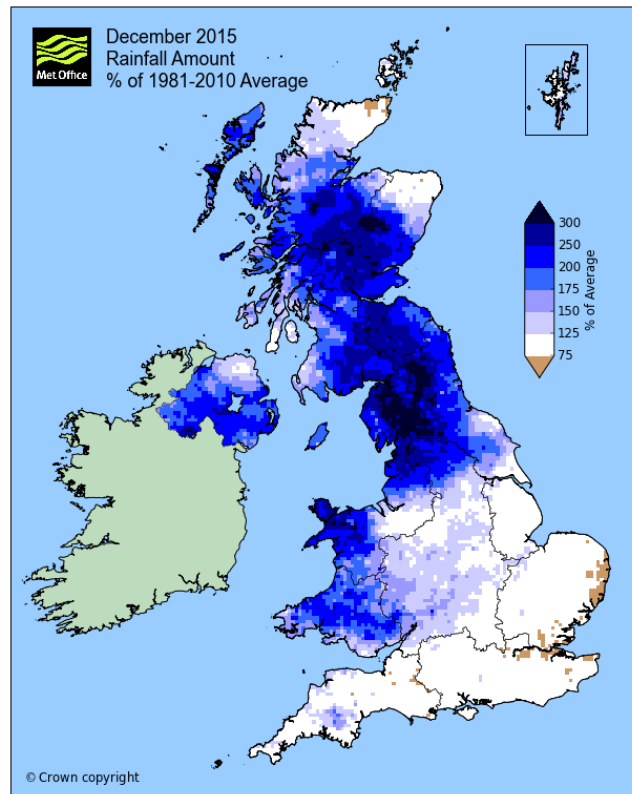 Met Office
December 2015
Rainfall Amount
% of 1981-2010 Average
300
250
200
175
150
125
75
% of Average
© Crown copyright